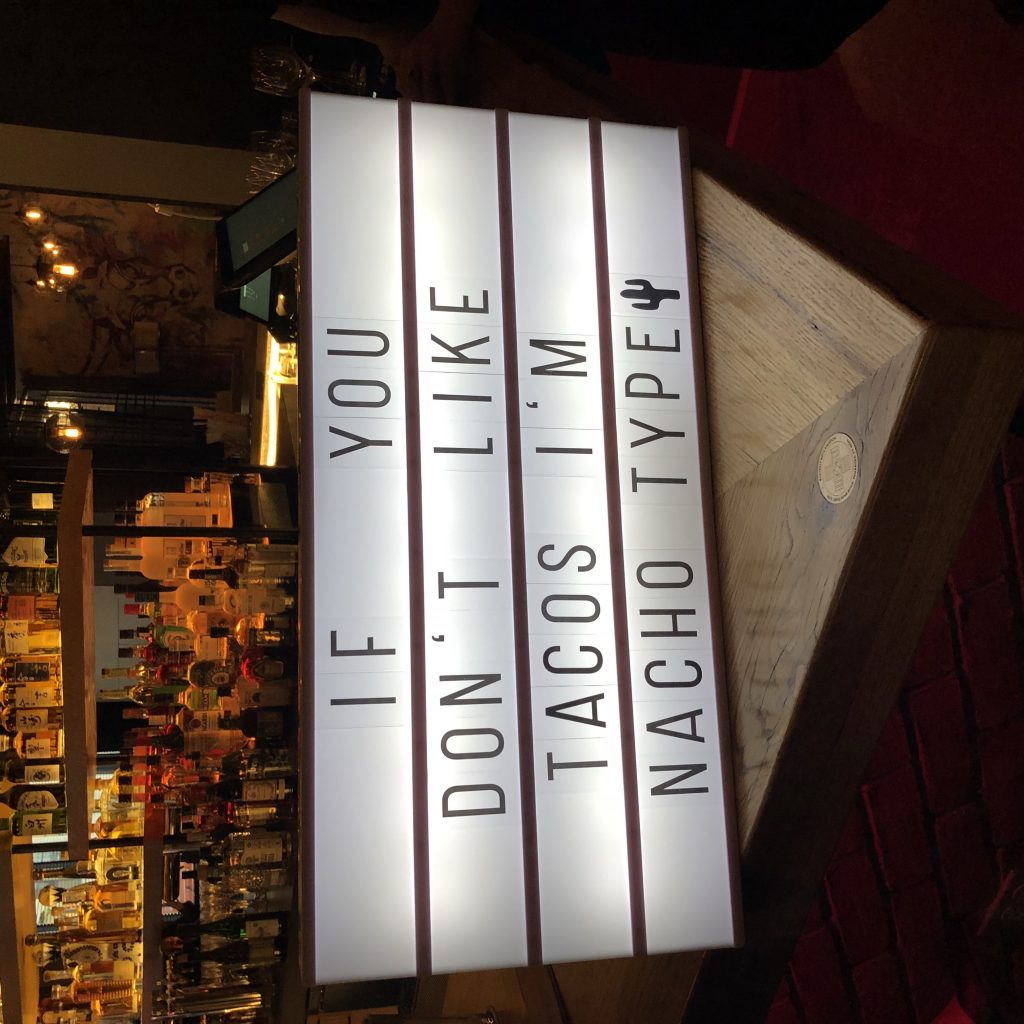 IF YOU
DON'T LIKE
TACOS I'M
NACHO TYPE